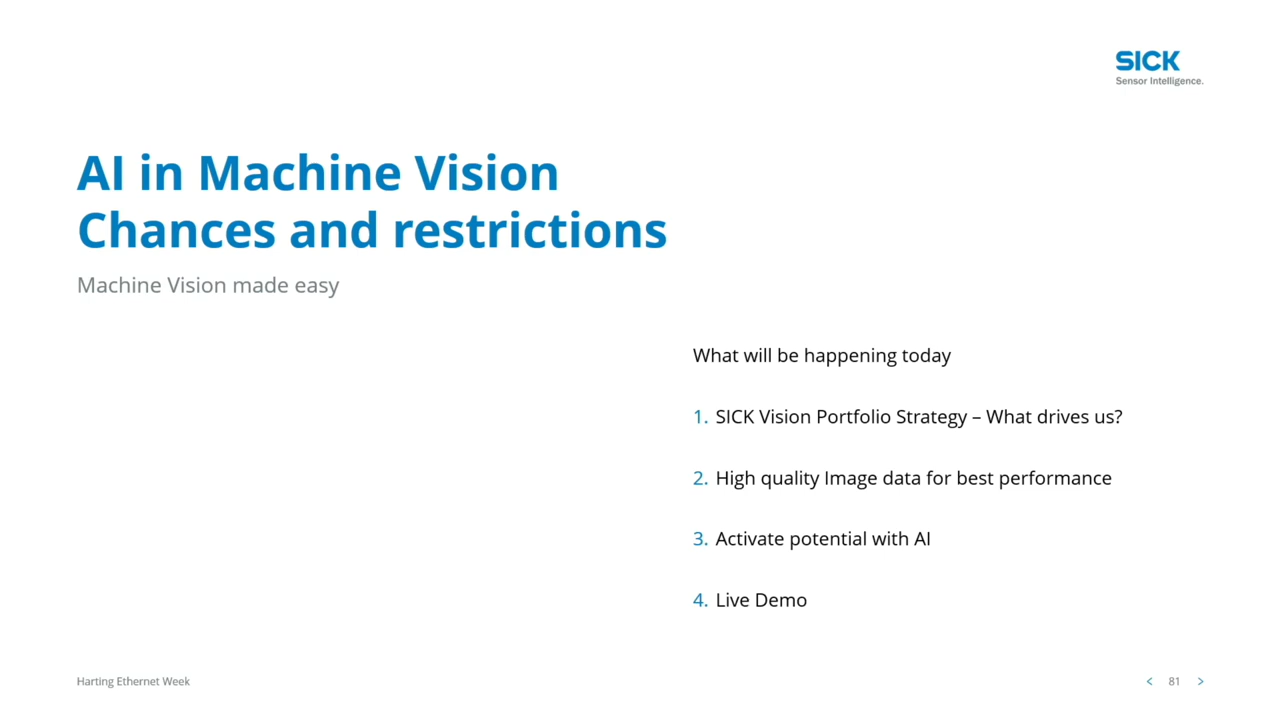 SICK
Sensor Intelligence.
AI in Machine Vision
Chances and restrictions
Machine Vision made easy
What will be happening today
1. SICK Vision Portfolio Strategy – What drives us?
2. High quality Image data for best performance
3. Activate potential with AI
4. Live Demo
Harting Ethernet Week
< 81 >